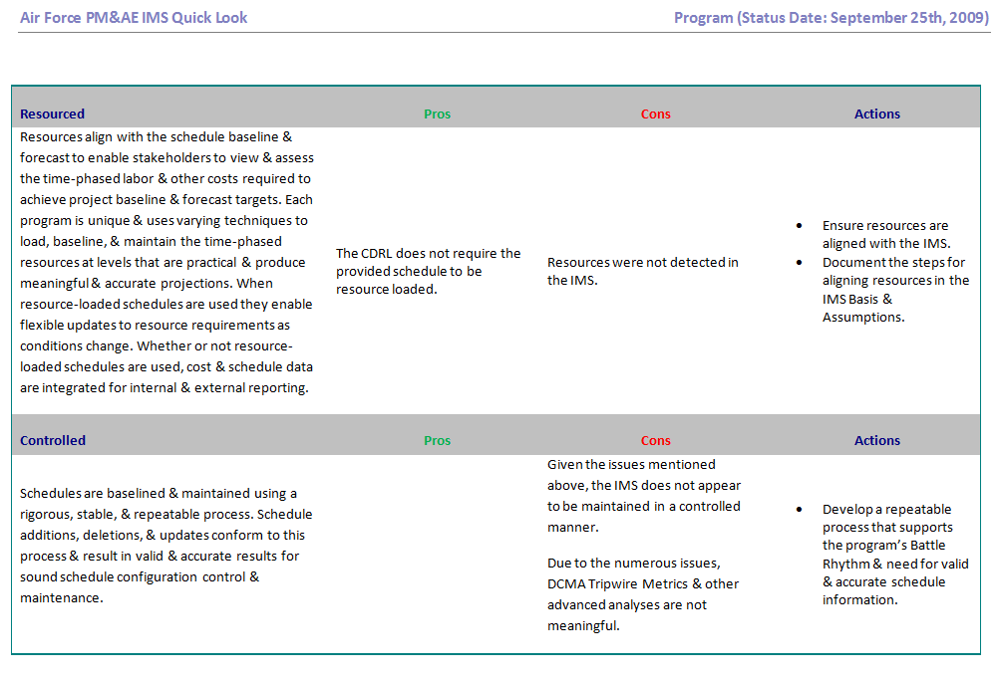 Air Force PM&AE IMS Quick Look
Program (Status Date: September 25th, 2009)
Resourced
Pros
Cons
Actions
Resources align with the schedule baseline &
forecast to enable stakeholders to view & assess
the time-phased labor & other costs required to
achieve project baseline & forecast targets. Each
program is unique & uses varying techniques to
load, baseline, & maintain the time-phased
resources at levels that are practical & produce
meaningful & accurate projections. When
resource-loaded schedules are used they enable
flexible updates to resource requirements as
conditions change. Whether or not resource-
loaded schedules are used, cost & schedule data
are integrated for internal & external reporting.
The CDRL does not require the
provided schedule to be
resource loaded.
Resources were not detected in
the IMS.
• Ensure resources are
aligned with the IMS.
• Document the steps for
aligning resources in the
IMS Basis &
Assumptions.
Controlled
Pros
Cons
Actions
Schedules are baselined & maintained using a
rigorous, stable, & repeatable process. Schedule
additions, deletions, & updates conform to this
process & result in valid & accurate results for
sound schedule configuration control &
maintenance.
Given the issues mentioned
above, the IMS does not appear
to be maintained in a controlled
manner.
Due to the numerous issues,
DCMA Tripwire Metrics & other
advanced analyses are not
meaningful.
• Develop a repeatable
process that supports
the program's Battle
Rhythm & need for valid
& accurate schedule
information.